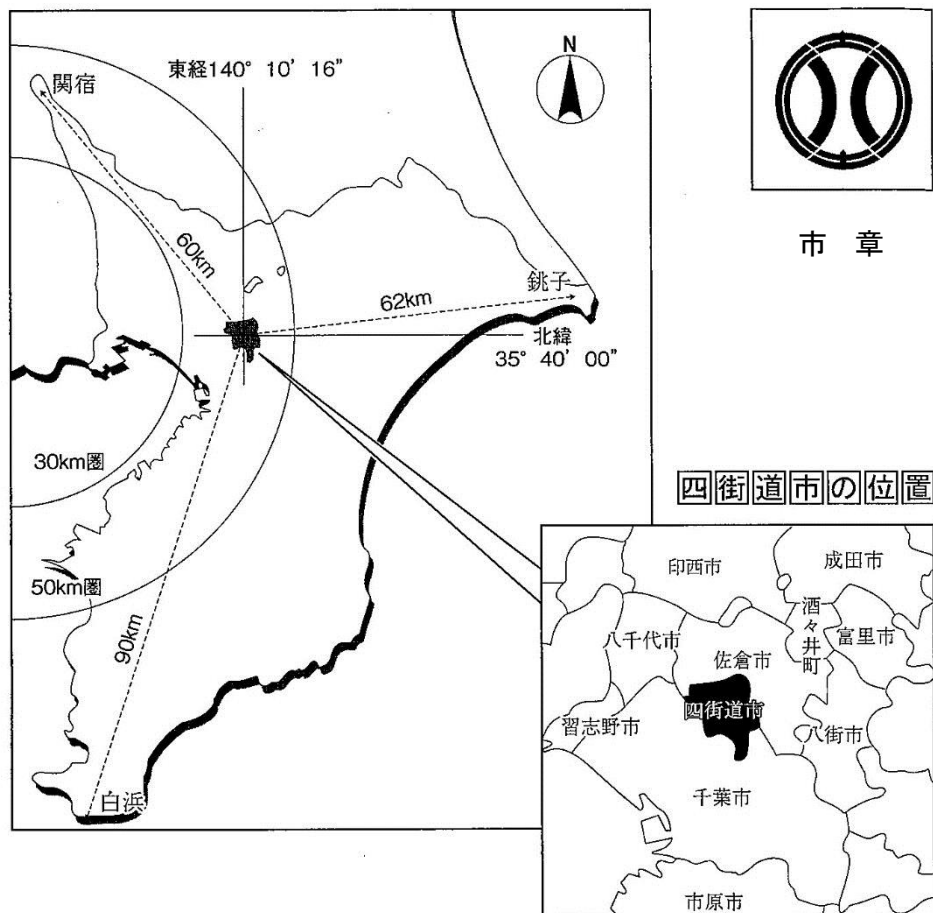 N
東経140° 10’ 16”
関宿
市 章
60km
銚子
62km
北緯
35° 40’ 00”
30km圏
四街道市の位置
50km圏
90km
白浜
印西市
成田市
酒々井町
富里市
八千代市
佐倉市
四街道市
習志野市
八街市
千葉市
市原市